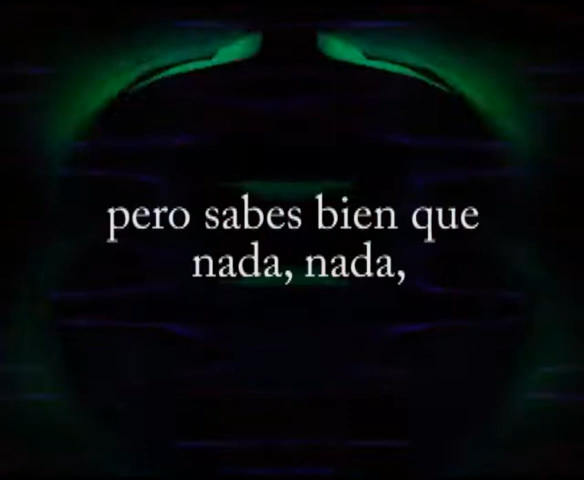 pero sabes bien que
nada, nada,